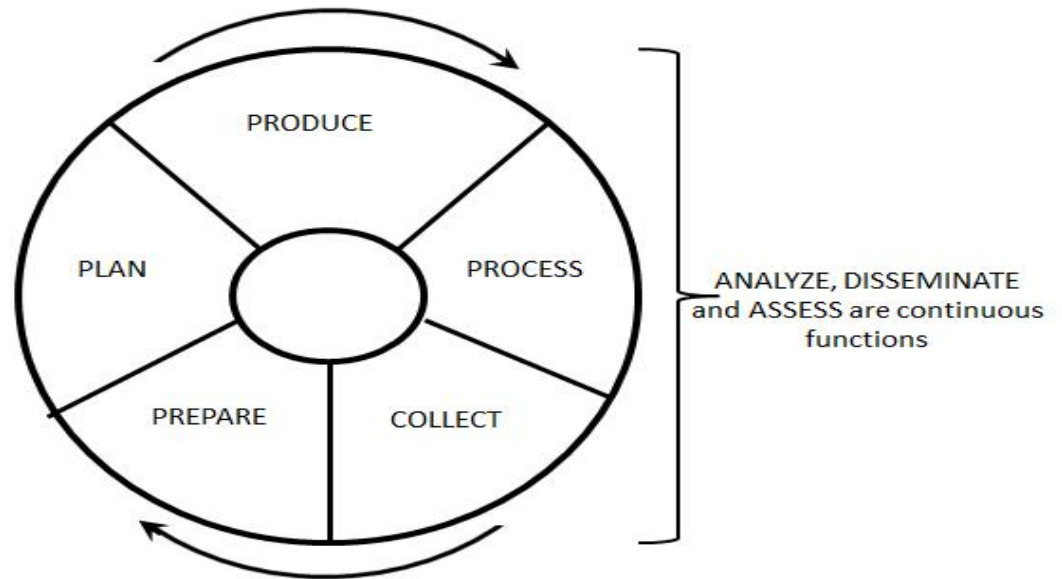 PRODUCE
PLAN
PROCESS
ANALYZE, DISSEMINATE
and ASSESS are continuous
functions
PREPARE
COLLECT